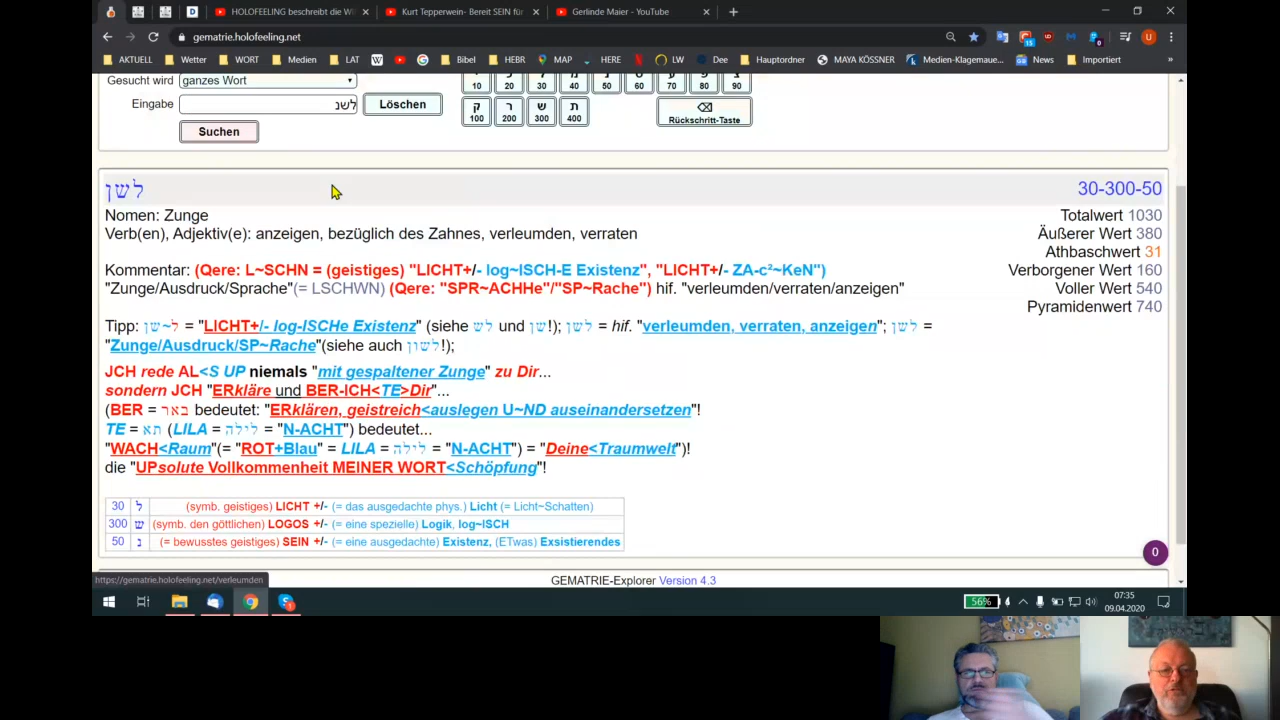 HOLOFEELING beschreibt die WI
Kurt Tepperwein- Bereit SEIN für
Gerlinde Maier - YouTube
gematrie.holofeeling.net
AKTUELL Wetter WORT Medien LAT Bibel HEBR MAP HERE LW Dee Hauptordner MAYA KÖSSNER Medien-Klagemaue... News Importiert
Gesucht wird ganzes Wort
10 20 30 40 50 60 70 80 90
Eingabe לשנ Löschen
ק ר ש ת
100 200 300 400
Rückschritt-Taste
Suchen
לשן 30-300-50
Nomen: Zunge
Totalwert 1030
Verb(en), Adjektiv(e): anzeigen, bezüglich des Zahnes, verleumden, verraten
Äußerer Wert 380
Athbaschwert 31
Kommentar: (Qere: L~SCHN = (geistiges) "LICHT+/- log~ISCH-E Existenz", "LICHT+/- ZA-c²~KeN")
Verborgener Wert 160
"Zunge/Ausdruck/Sprache"(= LSCHWN) (Qere: "SPR~ACHHe"/"SP~Rache") hif. "verleumden/verraten/anzeigen"
Voller Wert 540
Pyramidenwert 740
Tipp: ל~שן = "LICHT+/- log-ISCHe Existenz" (siehe לש und שן!); לשן = hif. "verleumden, verraten, anzeigen"; לשן =
"Zunge/Ausdruck/SP~Rache"(siehe auch לשון!);
JCH rede AL<S UP niemals "mit gespaltener Zunge" zu Dir...
sondern JCH "ERkläre und BER-ICH<TE>Dir"...
(BER = באר bedeutet: "ERklären, geistreich<auslegen U~ND auseinandersetzen"!
TE = תא (LILA = לילה = "N-ACHT") bedeutet...
"WACH<Raum"(= "ROT+Blau" = LILA = לילה = "N-ACHT") = "Deine<Traumwelt")!
die "UPsolute Vollkommenheit MEINER WORT<Schöpfung"!
30 ל (symb. geistiges) LICHT +/- (= das ausgedachte phys.) Licht (= Licht~Schatten)
300 ש (symb. den göttlichen) LOGOS +/- (= eine spezielle) Logik, log~ISCH
50 נ (= bewusstes geistiges) SEIN +/- (= eine ausgedachte) Existenz, (ETwas) Exsistierendes
0
https://gematrie.holofeeling.net/verleumden
GEMATRIE-Explorer Version 4.3
56%
07:35
09.04.2020